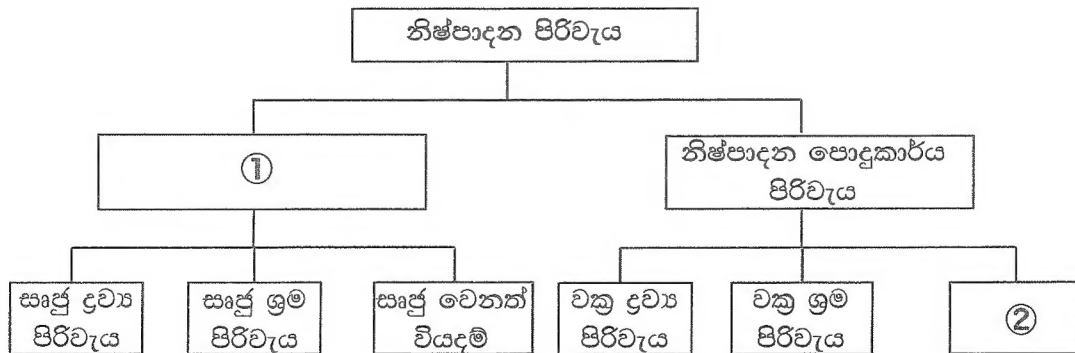 නිෂ්පාදන පිරිවැය
①
නිෂ්පාදන පොදුකාර්ය
පිරිවැය
සෘජු ද්‍රව්‍ය
පිරිවැය
සෘජු ශ්‍රම
පිරිවැය
සෘජු වෙනත්
වියදම්
වක්‍ර ද්‍රව්‍ය
පිරිවැය
වක්‍ර ශ්‍රම
පිරිවැය
②